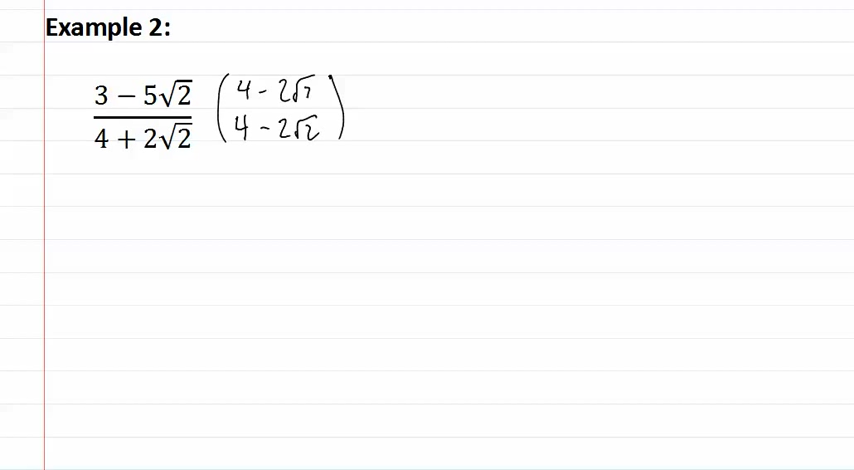 Example 2:
3 − 5√2 ( 4 - 2√2 )
4 + 2√2 ( 4 - 2√2 )